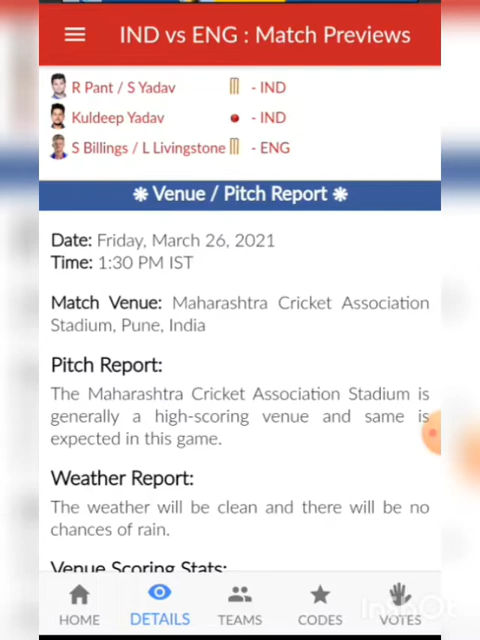 IND vs ENG : Match Previews
R Pant / S Yadav - IND
Kuldeep Yadav - IND
S Billings / L Livingstone - ENG
❋ Venue / Pitch Report ❋
Date: Friday, March 26, 2021
Time: 1:30 PM IST
Match Venue: Maharashtra Cricket Association
Stadium, Pune, India
Pitch Report:
The Maharashtra Cricket Association Stadium is
generally a high-scoring venue and same is
expected in this game.
Weather Report:
The weather will be clean and there will be no
chances of rain.
Venue Scoring Stats:
HOME DETAILS TEAMS CODES VOTES
InShOt